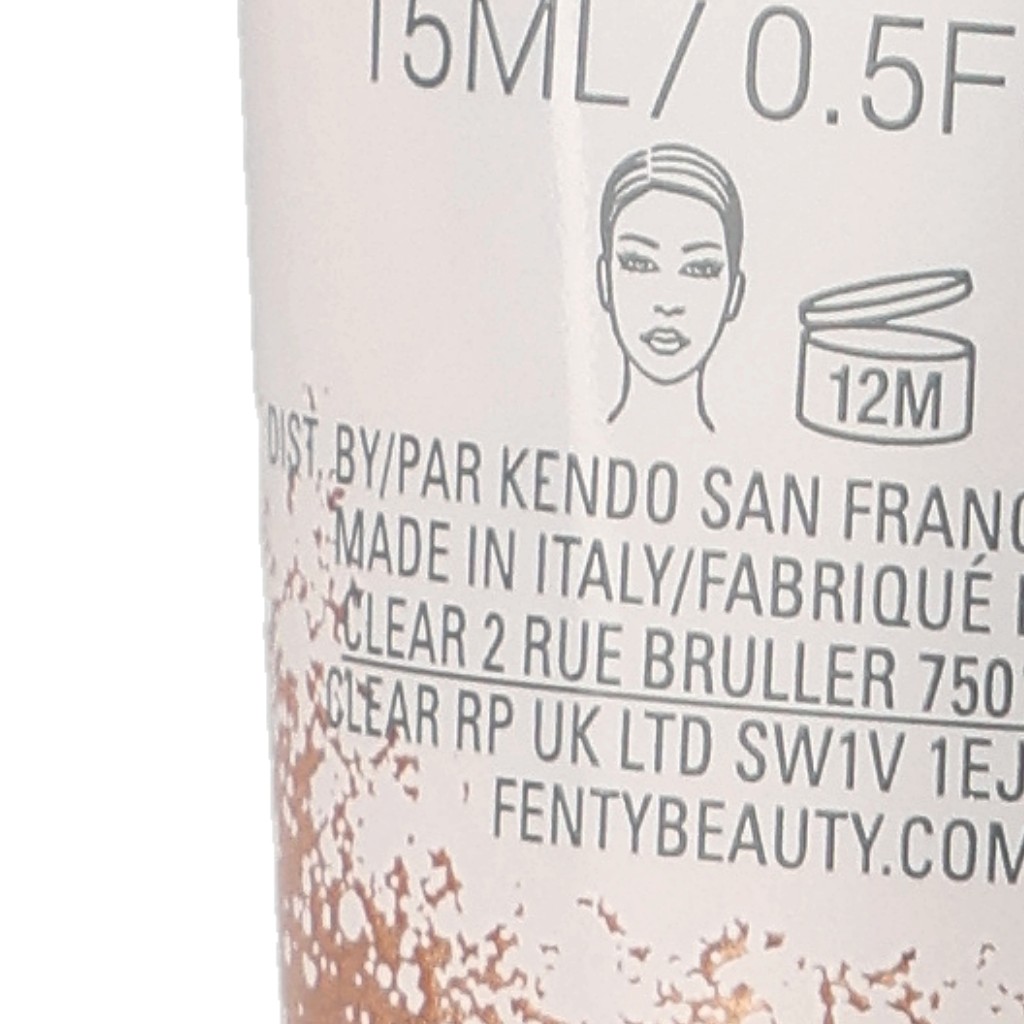 15ML / 0.5F
12M
DIST. BY/PAR KENDO SAN FRANC
MADE IN ITALY/FABRIQUÉ
CLEAR 2 RUE BRULLER 750
CLEAR RP UK LTD SW1V 1EJ
FENTYBEAUTY.COM